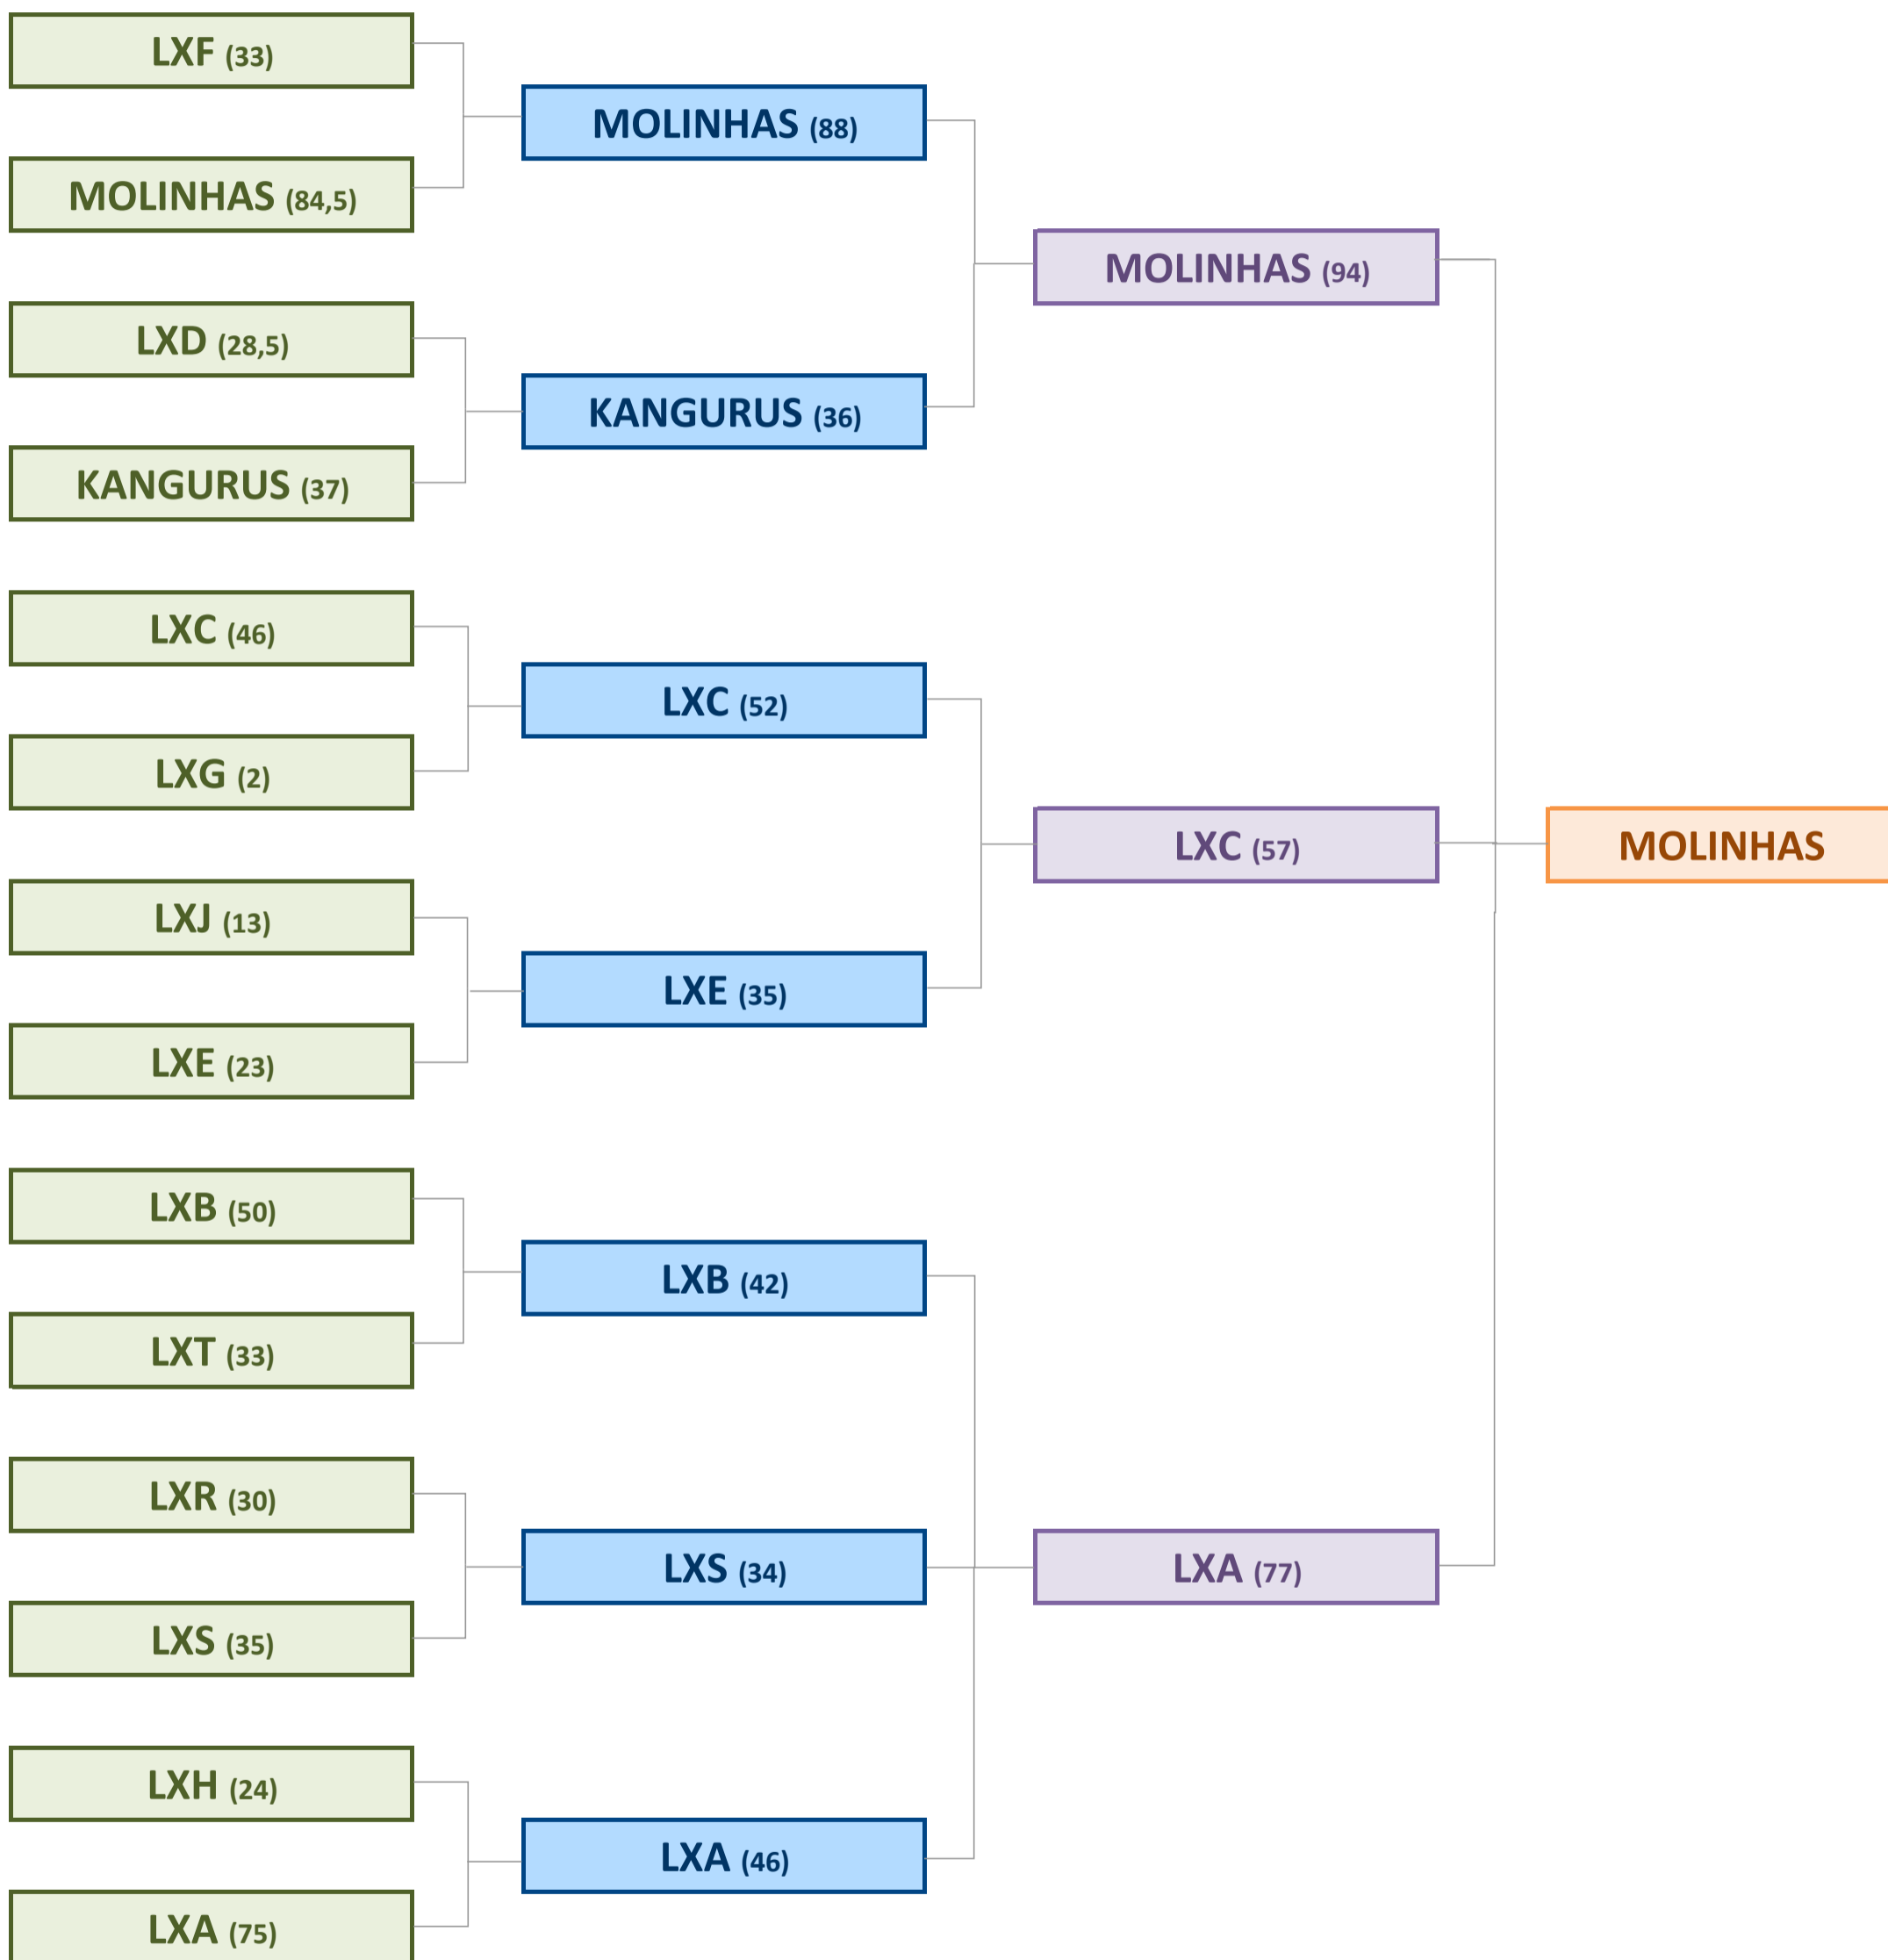 LXF (33)
MOLINHAS (84,5)
LXD (28,5)
KANGURUS (37)
LXC (46)
LXG (2)
LXJ (13)
LXE (23)
LXB (50)
LXT (33)
LXR (30)
LXS (35)
LXH (24)
LXA (75)
MOLINHAS (88)
KANGURUS (36)
LXC (52)
LXE (35)
LXB (42)
LXS (34)
LXA (46)
MOLINHAS (94)
LXC (57)
LXA (77)
MOLINHAS